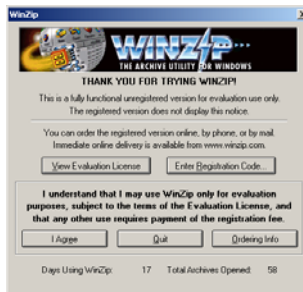 WinZip
WINZIP
THE ARCHIVE UTILITY FOR WINDOWS
THANK YOU FOR TRYING WINZIP!
This is a fully functional unregistered version for evaluation use only.
The registered version does not display this notice.
You can order the registered version online, by phone, or by mail.
Immediate online delivery is available from www.winzip.com.
View Evaluation License Enter Registration Code...
I understand that I may use WinZip only for evaluation
purposes, subject to the terms of the Evaluation License, and
that any other use requires payment of the registration fee.
I Agree Quit Ordering Info
Days Using WinZip: 17 Total Archives Opened: 58